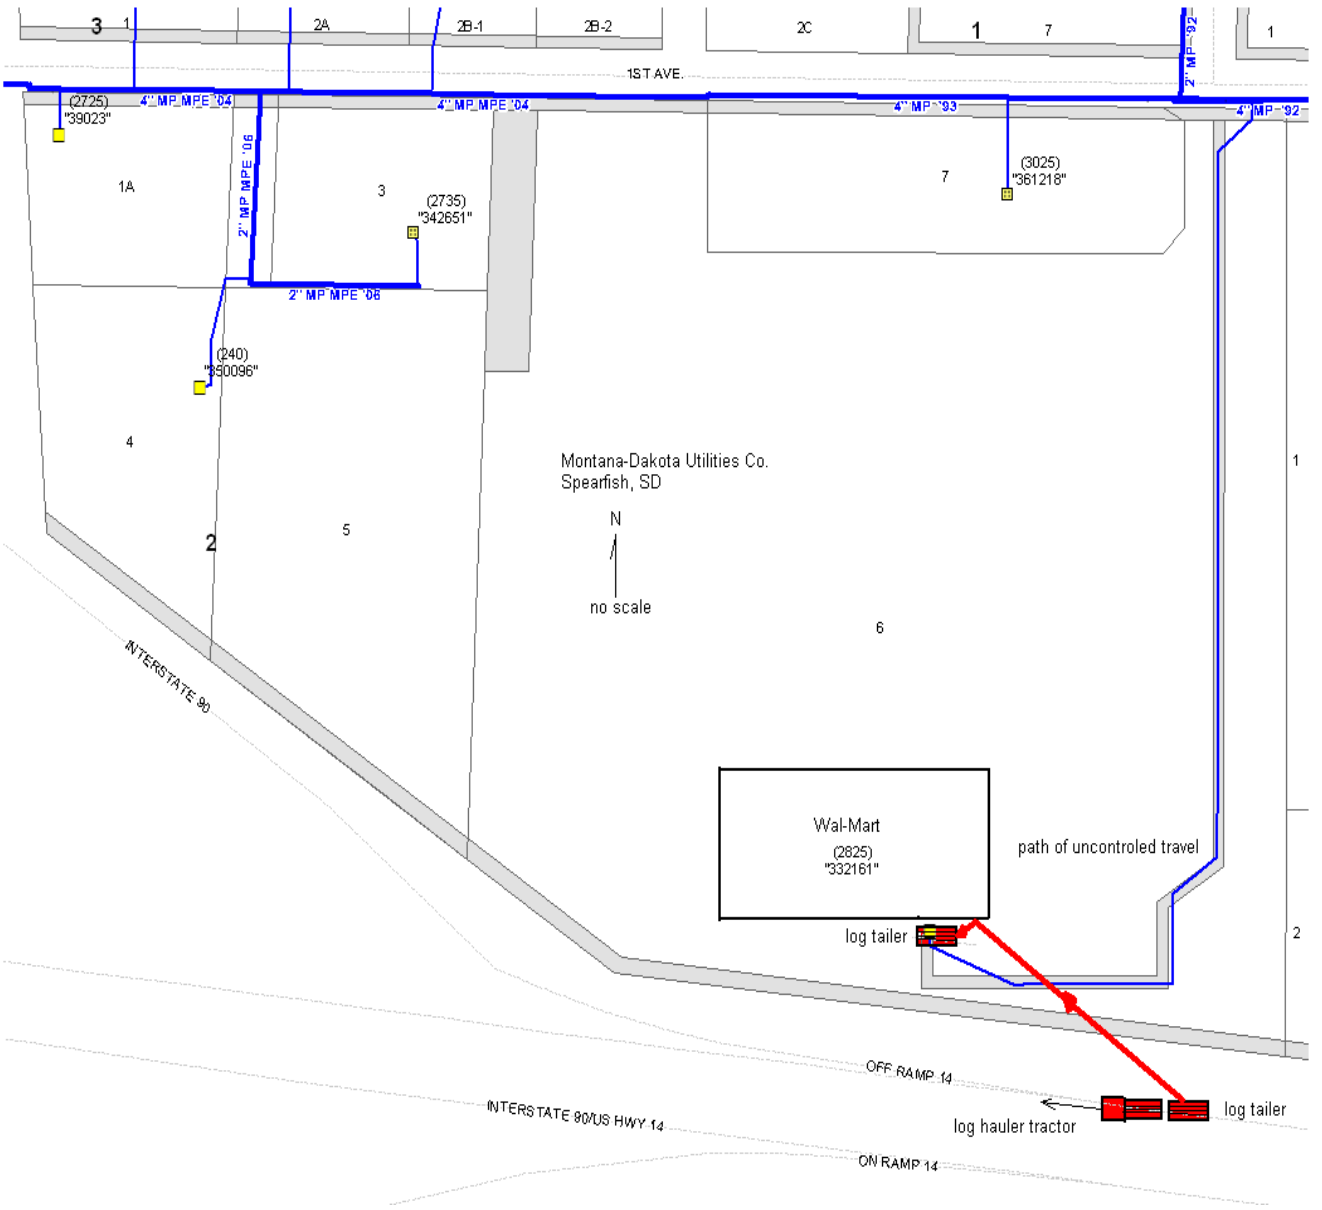 3
1
2A
2B-1
2B-2
2C
1
7
1
2" MP -'92
1ST AVE.
4" MP MPE '04
4" MP MPE '04
4" MP -'93
4" MP -'92
(2725)
"39023"
1A
2" MP MPE '06
3
(2735)
"342651"
7
(3025)
"361218"
2" MP MPE '06
(240)
"350096"
4
Montana-Dakota Utilities Co.
Spearfish, SD
1
N
5
2
no scale
6
INTERSTATE 90
Wal-Mart
(2825)
"332161"
path of uncontroled travel
log tailer
2
OFF RAMP 14
INTERSTATE 90/US HWY 14
log hauler tractor
log tailer
ON RAMP 14